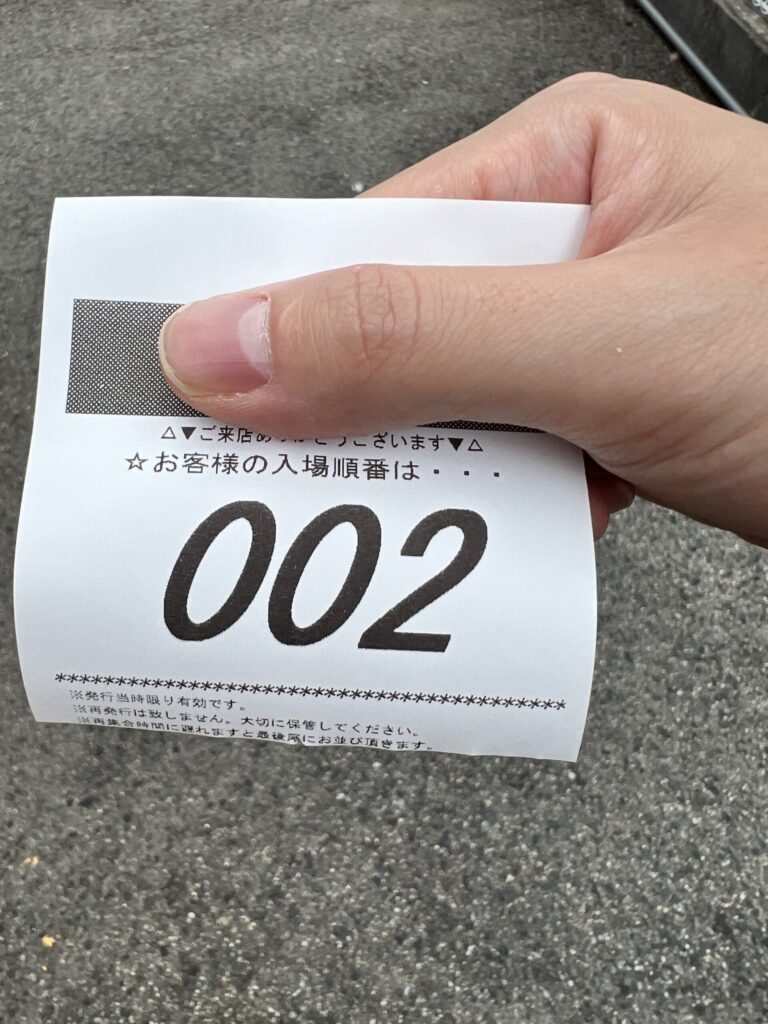 △▼ご来店ありがとうございます▼△
☆お客様の入場順番は・・・
002
****************************************
※発行当時限り有効です。
※再発行は致しません。大切に保管してください。
※再集合時間に遅れますと最後尾にお並び頂きます。